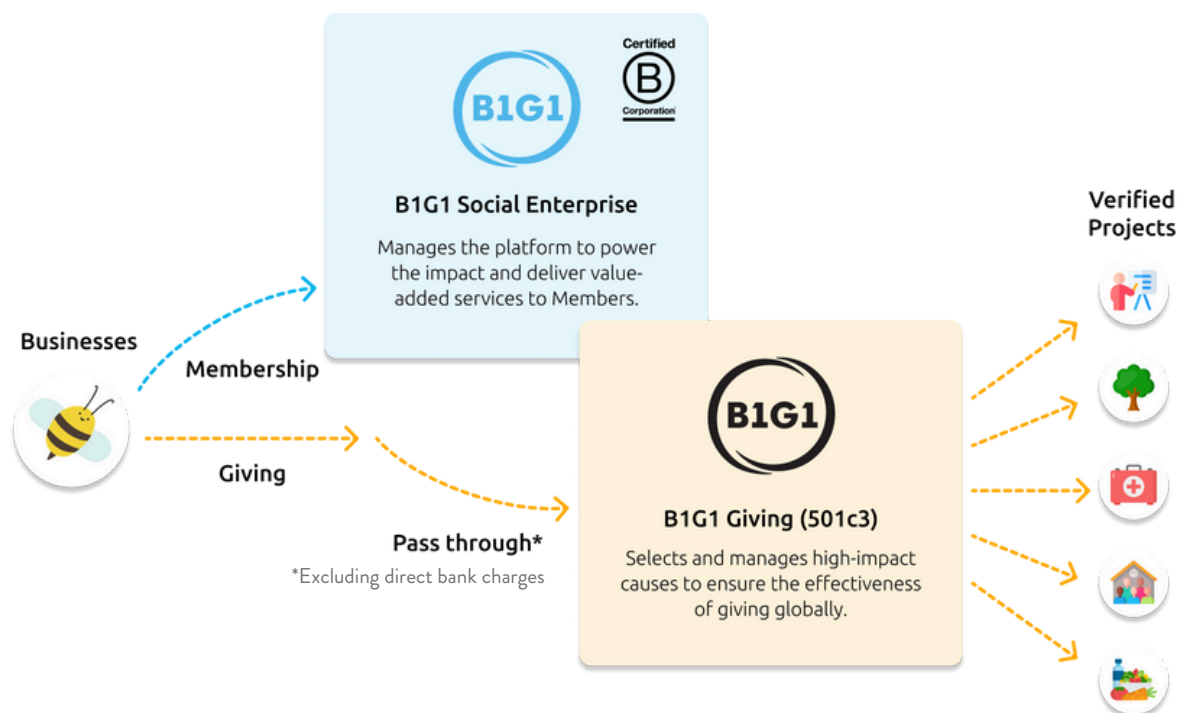 Certified
B
Corporation
B1G1
B1G1 Social Enterprise
Manages the platform to power
the impact and deliver value-
added services to Members.
Businesses
Membership
Giving
Pass through*
*Excluding direct bank charges
B1G1
B1G1 Giving (501c3)
Selects and manages high-impact
causes to ensure the effectiveness
of giving globally.
Verified
Projects